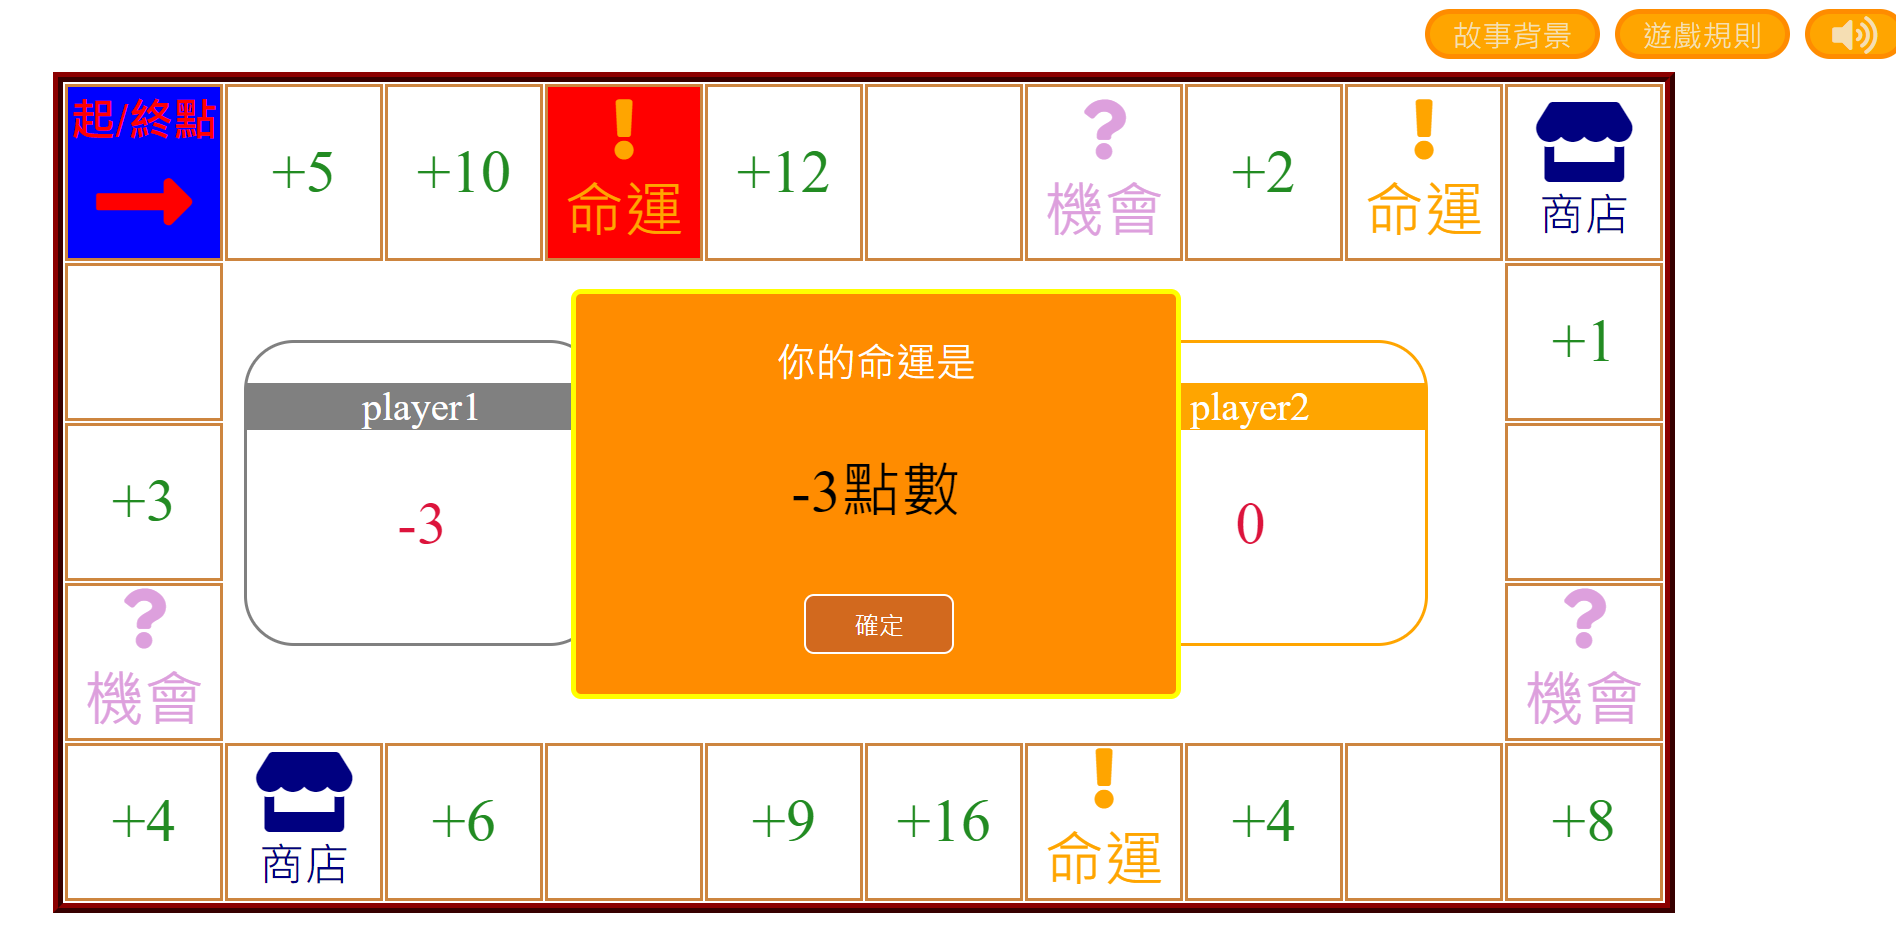 故事背景
遊戲規則
起/終點
+5
+10
命運
+12
機會
+2
命運
商店
+1
你的命運是
player1
player2
-3點數
+3
-3
0
確定
機會
機會
+4
商店
+6
+9
+16
命運
+4
+8